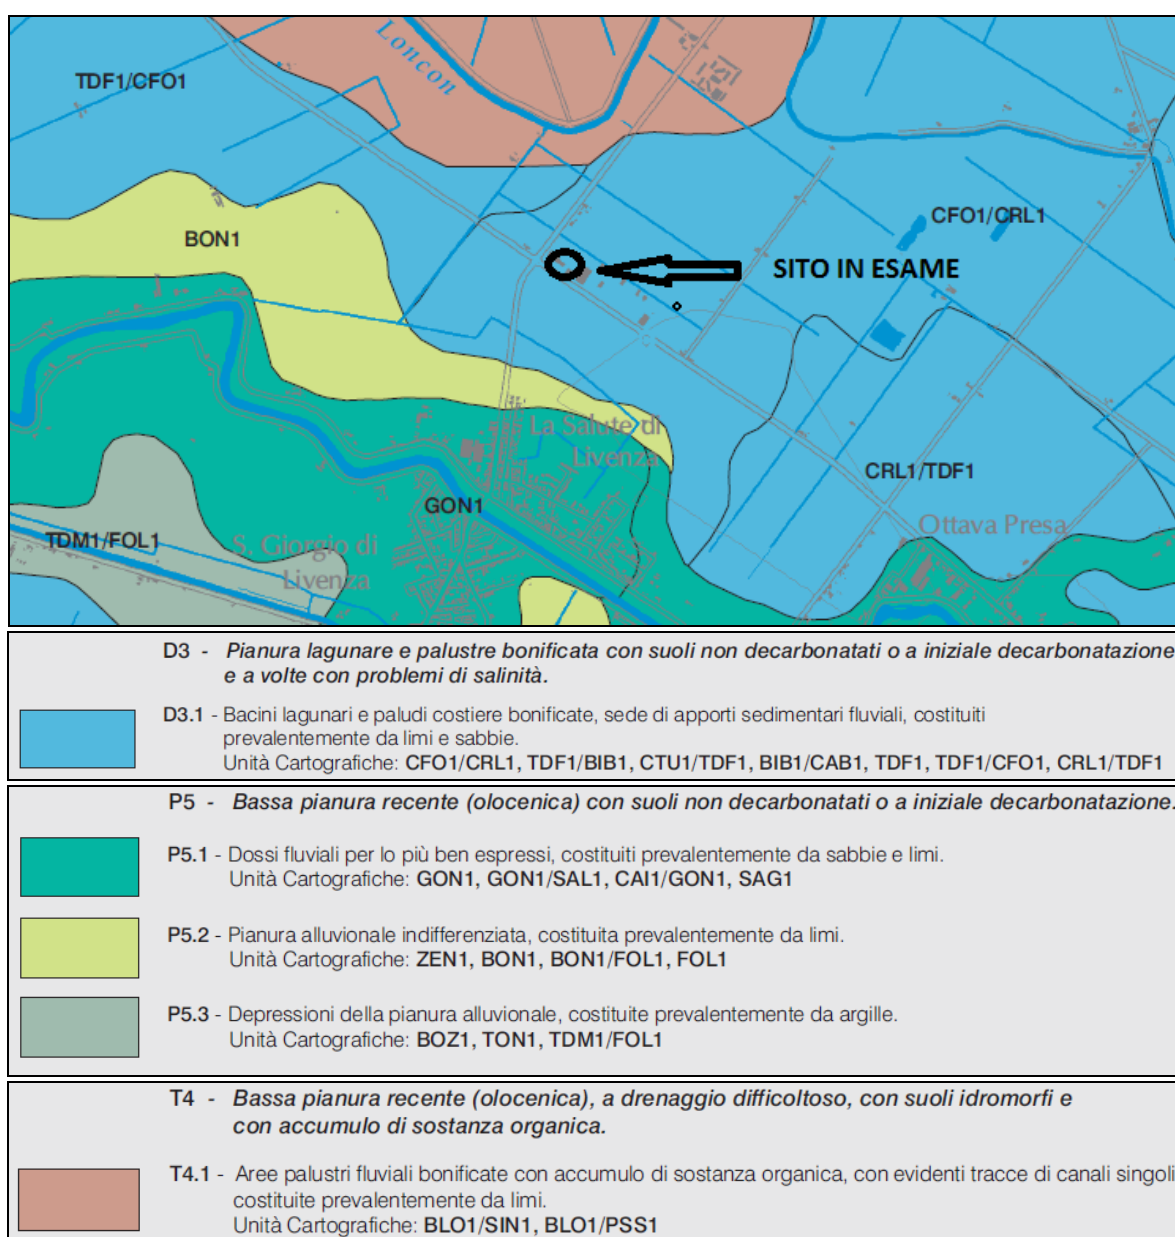 Loncon
TDF1/CFO1
CFO1/CRL1
BON1
SITO IN ESAME
La Salute di
Livenza
CRL1/TDF1
GON1
Ottava Presa
TDM1/FOL1
S. Giorgio di
Livenza
D3 - Pianura lagunare e palustre bonificata con suoli non decarbonatati o a iniziale decarbonatazione
e a volte con problemi di salinità.
D3.1 - Bacini lagunari e paludi costiere bonificate, sede di apporti sedimentari fluviali, costituiti
prevalentemente da limi e sabbie.
Unità Cartografiche: CFO1/CRL1, TDF1/BIB1, CTU1/TDF1, BIB1/CAB1, TDF1, TDF1/CFO1, CRL1/TDF1
P5 - Bassa pianura recente (olocenica) con suoli non decarbonatati o a iniziale decarbonatazione.
P5.1 - Dossi fluviali per lo più ben espressi, costituiti prevalentemente da sabbie e limi.
Unità Cartografiche: GON1, GON1/SAL1, CAI1/GON1, SAG1
P5.2 - Pianura alluvionale indifferenziata, costituita prevalentemente da limi.
Unità Cartografiche: ZEN1, BON1, BON1/FOL1, FOL1
P5.3 - Depressioni della pianura alluvionale, costituite prevalentemente da argille.
Unità Cartografiche: BOZ1, TON1, TDM1/FOL1
T4 - Bassa pianura recente (olocenica), a drenaggio difficoltoso, con suoli idromorfi e
con accumulo di sostanza organica.
T4.1 - Aree palustri fluviali bonificate con accumulo di sostanza organica, con evidenti tracce di canali singoli
costituite prevalentemente da limi.
Unità Cartografiche: BLO1/SIN1, BLO1/PSS1